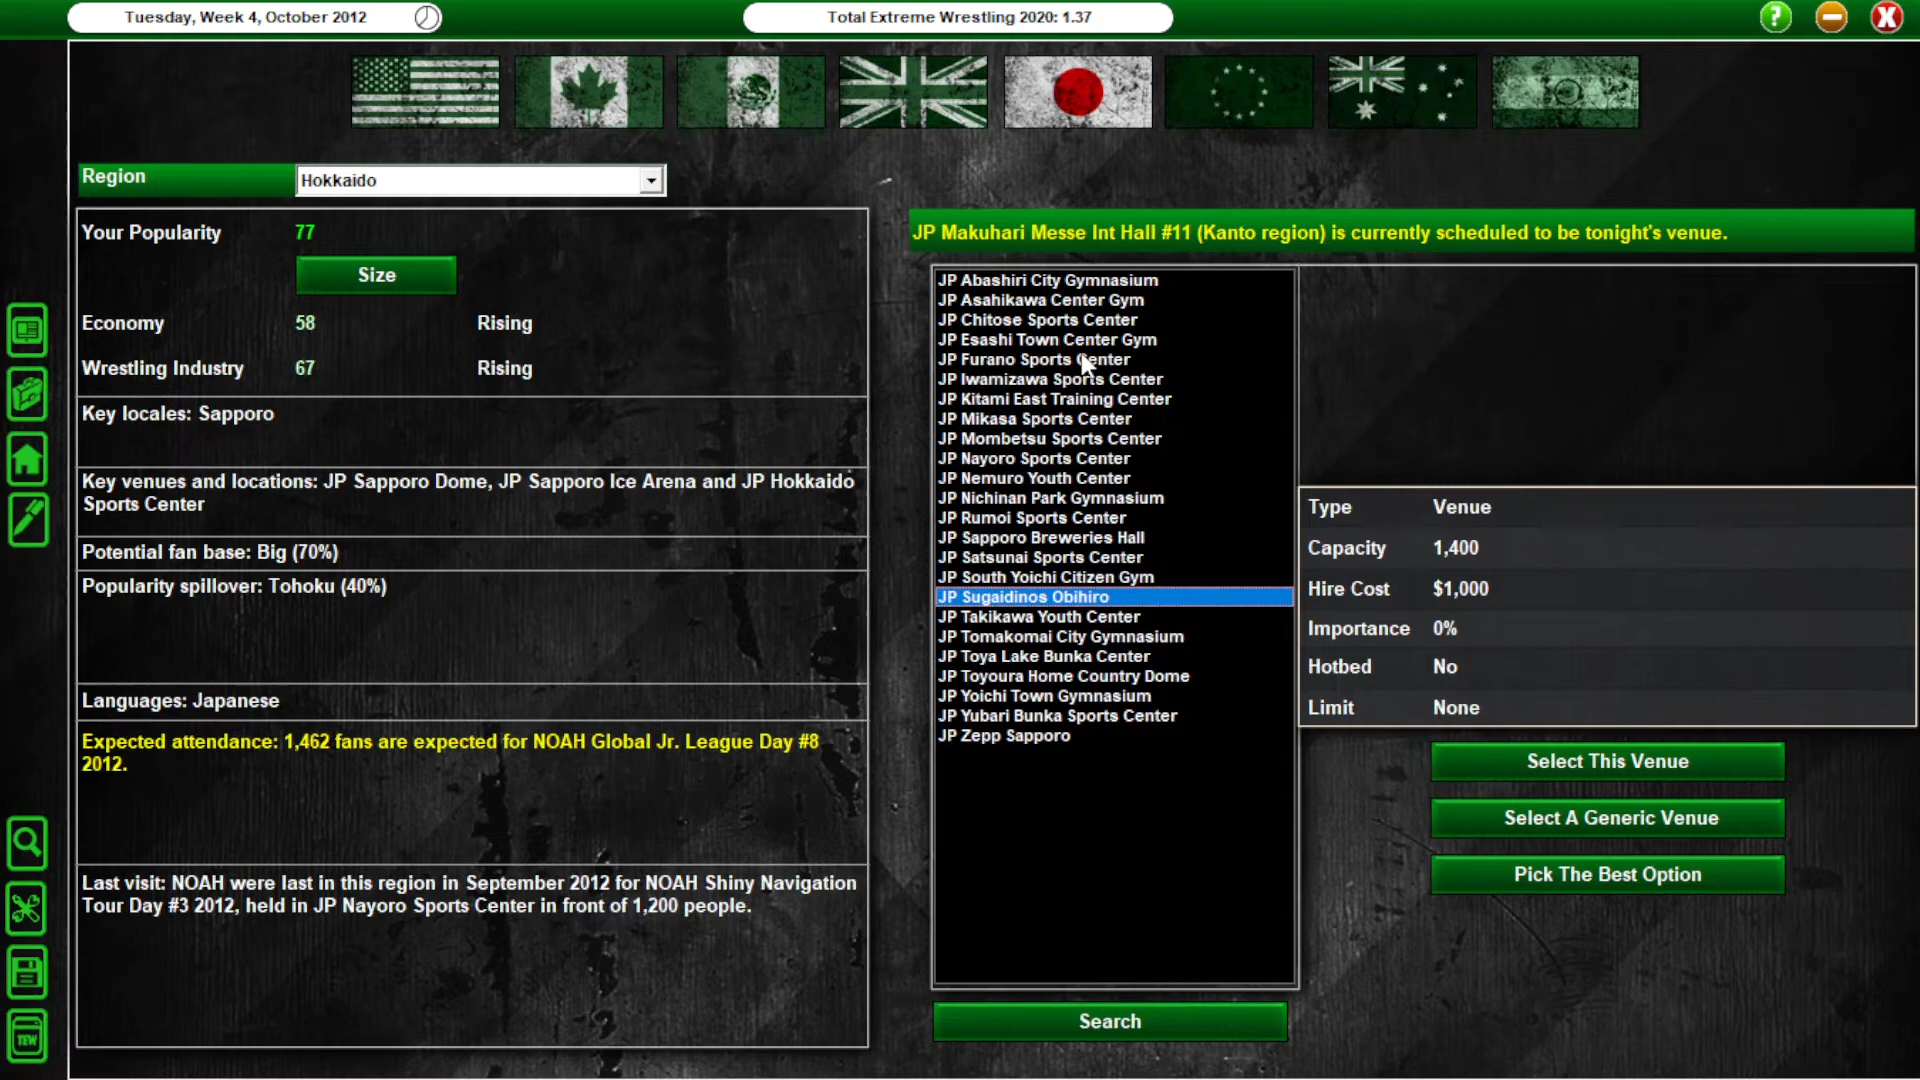 Tuesday, Week 4, October 2012
Total Extreme Wrestling 2020: 1.37
?
X
Region
Hokkaido
Your Popularity 77
Size
Economy 58 Rising
Wrestling Industry 67 Rising
Key locales: Sapporo
Key venues and locations: JP Sapporo Dome, JP Sapporo Ice Arena and JP Hokkaido
Sports Center
Potential fan base: Big (70%)
Popularity spillover: Tohoku (40%)
Languages: Japanese
Expected attendance: 1,462 fans are expected for NOAH Global Jr. League Day #8
2012.
Last visit: NOAH were last in this region in September 2012 for NOAH Shiny Navigation
Tour Day #3 2012, held in JP Nayoro Sports Center in front of 1,200 people.
JP Makuhari Messe Int Hall #11 (Kanto region) is currently scheduled to be tonight's venue.
JP Abashiri City Gymnasium
JP Asahikawa Center Gym
JP Chitose Sports Center
JP Esashi Town Center Gym
JP Furano Sports Center
JP Iwamizawa Sports Center
JP Kitami East Training Center
JP Mikasa Sports Center
JP Mombetsu Sports Center
JP Nayoro Sports Center
JP Nemuro Youth Center
JP Nichinan Park Gymnasium
JP Rumoi Sports Center
JP Sapporo Breweries Hall
JP Satsunai Sports Center
JP South Yoichi Citizen Gym
JP Sugaidinos Obihiro
JP Takikawa Youth Center
JP Tomakomai City Gymnasium
JP Toya Lake Bunka Center
JP Toyoura Home Country Dome
JP Yoichi Town Gymnasium
JP Yubari Bunka Sports Center
JP Zepp Sapporo
Search
Type Venue
Capacity 1,400
Hire Cost $1,000
Importance 0%
Hotbed No
Limit None
Select This Venue
Select A Generic Venue
Pick The Best Option
TEW